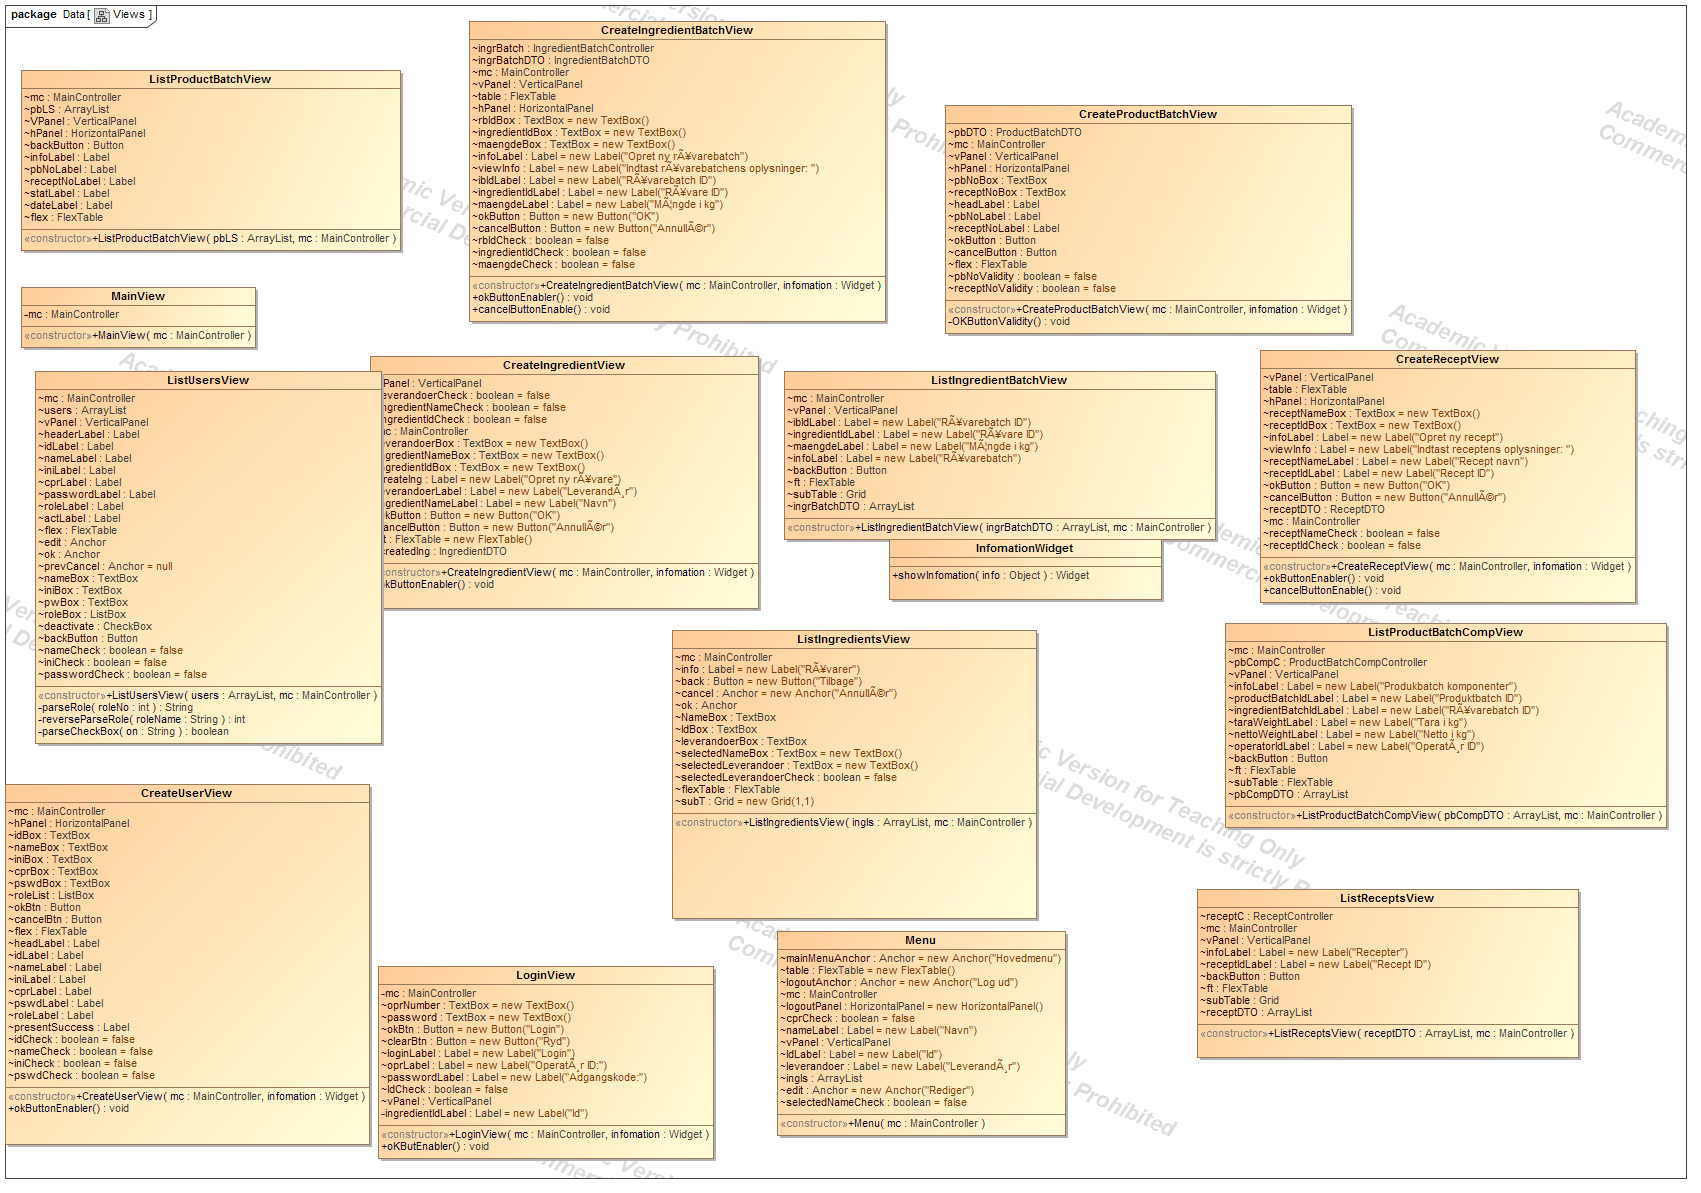 package Data [ Views ]
ListProductBatchView
~mc : MainController
~pbLS : ArrayList
~VPanel : VerticalPanel
~hPanel : HorizontalPanel
~backButton : Button
~infoLabel : Label
~pbNoLabel : Label
~receptNoLabel : Label
~statLabel : Label
~dateLabel : Label
~flex : FlexTable
«constructor»+ListProductBatchView( pbLS : ArrayList, mc : MainController )
CreateIngredientBatchView
~ingrBatch : IngredientBatchController
~ingrBatchDTO : IngredientBatchDTO
~mc : MainController
~vPanel : VerticalPanel
~table : FlexTable
~hPanel : HorizontalPanel
~rbIdBox : TextBox = new TextBox()
~ingredientIdBox : TextBox = new TextBox()
~maengdeBox : TextBox = new TextBox()
~infoLabel : Label = new Label("Opret ny rÃ¥varebatch")
~viewInfo : Label = new Label("Indtast rÃ¥varebatchens oplysninger: ")
~ibIdLabel : Label = new Label("RÃ¥varebatch ID")
~ingredientIdLabel : Label = new Label("RÃ¥vare ID")
~maengdeLabel : Label = new Label("MÃ¦ngde i kg")
~okButton : Button = new Button("OK")
~cancelButton : Button = new Button("AnnullÃ©r")
~rbIdCheck : boolean = false
~ingredientIdCheck : boolean = false
~maengdeCheck : boolean = false
«constructor»+CreateIngredientBatchView( mc : MainController, infomation : Widget )
+okButtonEnabler() : void
+cancelButtonEnable() : void
CreateProductBatchView
~pbDTO : ProductBatchDTO
~mc : MainController
~vPanel : VerticalPanel
~hPanel : HorizontalPanel
~pbNoBox : TextBox
~receptNoBox : TextBox
~headLabel : Label
~pbNoLabel : Label
~receptNoLabel : Label
~okButton : Button
~cancelButton : Button
~flex : FlexTable
~pbNoValidity : boolean = false
~receptNoValidity : boolean = false
«constructor»+CreateProductBatchView( mc : MainController, infomation : Widget )
-OKButtonValidity() : void
MainView
-mc : MainController
«constructor»+MainView( mc : MainController )
ListUsersView
~mc : MainController
~users : ArrayList
~vPanel : VerticalPanel
~headerLabel : Label
~idLabel : Label
~nameLabel : Label
~iniLabel : Label
~cprLabel : Label
~passwordLabel : Label
~roleLabel : Label
~actLabel : Label
~flex : FlexTable
~edit : Anchor
~ok : Anchor
~prevCancel : Anchor = null
~nameBox : TextBox
~iniBox : TextBox
~pwBox : TextBox
~roleBox : ListBox
~deactivate : CheckBox
~backButton : Button
~nameCheck : boolean = false
~iniCheck : boolean = false
~passwordCheck : boolean = false
«constructor»+ListUsersView( users : ArrayList, mc : MainController )
-parseRole( roleNo : int ) : String
-reverseParseRole( roleName : String ) : int
-parseCheckBox( on : String ) : boolean
CreateIngredientView
Panel : VerticalPanel
everandoerCheck : boolean = false
ngredientNameCheck : boolean = false
ngredientIdCheck : boolean = false
c : MainController
everandoerBox : TextBox = new TextBox()
ngredientNameBox : TextBox = new TextBox()
ngredientIdBox : TextBox = new TextBox()
reateIng : Label = new Label("Opret ny rÃ¥vare")
everandoerLabel : Label = new Label("LeverandÃ¸r")
ngredientNameLabel : Label = new Label("Navn")
kButton : Button = new Button("OK")
ancelButton : Button = new Button("AnnullÃ©r")
t : FlexTable = new FlexTable()
createdIng : IngredientDTO
constructor»+CreateIngredientView( mc : MainController, infomation : Widget )
kButtonEnabler() : void
ListIngredientBatchView
~mc : MainController
~vPanel : VerticalPanel
~ibIdLabel : Label = new Label("RÃ¥varebatch ID")
~ingredientIdLabel : Label = new Label("RÃ¥vare ID")
~maengdeLabel : Label = new Label("MÃ¦ngde i kg")
~infoLabel : Label = new Label("RÃ¥varebatch")
~backButton : Button
~ft : FlexTable
~subTable : Grid
~ingrBatchDTO : ArrayList
«constructor»+ListIngredientBatchView( ingrBatchDTO : ArrayList, mc : MainController )
InfomationWidget
+showInfomation( info : Object ) : Widget
CreateReceptView
~vPanel : VerticalPanel
~table : FlexTable
~hPanel : HorizontalPanel
~receptNameBox : TextBox = new TextBox()
~receptIdBox : TextBox = new TextBox()
~infoLabel : Label = new Label("Opret ny recept")
~viewInfo : Label = new Label("Indtast receptens oplysninger: ")
~receptNameLabel : Label = new Label("Recept navn")
~receptIdLabel : Label = new Label("Recept ID")
~okButton : Button = new Button("OK")
~cancelButton : Button = new Button("AnnullÃ©r")
~receptDTO : ReceptDTO
~mc : MainController
~receptNameCheck : boolean = false
~receptIdCheck : boolean = false
«constructor»+CreateReceptView( mc : MainController, infomation : Widget )
+okButtonEnabler() : void
+cancelButtonEnable() : void
ListIngredientsView
~mc : MainController
~info : Label = new Label("RÃ¥varer")
~back : Button = new Button("Tilbage")
~cancel : Anchor = new Anchor("AnnullÃ©r")
~ok : Anchor
~NameBox : TextBox
~IdBox : TextBox
~leverandoerBox : TextBox
~selectedNameBox : TextBox = new TextBox()
~selectedLeverandoer : TextBox = new TextBox()
~selectedLeverandoerCheck : boolean = false
~flexTable : FlexTable
~subT : Grid = new Grid(1,1)
«constructor»+ListIngredientsView( ingls : ArrayList, mc : MainController )
ListProductBatchCompView
~mc : MainController
~pbCompC : ProductBatchCompController
~vPanel : VerticalPanel
~infoLabel : Label = new Label("Produkbatch komponenter")
~productBatchIdLabel : Label = new Label("Produktbatch ID")
~ingredientBatchIdLabel : Label = new Label("RÃ¥varebatch ID")
~taraWeightLabel : Label = new Label("Tara i kg")
~nettoWeightLabel : Label = new Label("Netto i kg")
~operatorIdLabel : Label = new Label("OperatÃ¸r ID")
~backButton : Button
~ft : FlexTable
~subTable : FlexTable
~pbCompDTO : ArrayList
«constructor»+ListProductBatchCompView( pbCompDTO : ArrayList, mc : MainController )
CreateUserView
~mc : MainController
~hPanel : HorizontalPanel
~idBox : TextBox
~nameBox : TextBox
~iniBox : TextBox
~cprBox : TextBox
~pswdBox : TextBox
~roleList : ListBox
~okBtn : Button
~cancelBtn : Button
~flex : FlexTable
~headLabel : Label
~idLabel : Label
~nameLabel : Label
~iniLabel : Label
~cprLabel : Label
~pswdLabel : Label
~roleLabel : Label
~presentSuccess : Label
~idCheck : boolean = false
~nameCheck : boolean = false
~iniCheck : boolean = false
~pswdCheck : boolean = false
«constructor»+CreateUserView( mc : MainController, infomation : Widget )
+okButtonEnabler() : void
LoginView
-mc : MainController
~oprNumber : TextBox = new TextBox()
~password : TextBox = new TextBox()
~okBtn : Button = new Button("Login")
~clearBtn : Button = new Button("Ryd")
~loginLabel : Label = new Label("Login")
~oprLabel : Label = new Label("OperatÃ¸r ID:")
~passwordLabel : Label = new Label("Adgangskode:")
~IdCheck : boolean = false
~vPanel : VerticalPanel
-ingredientIdLabel : Label = new Label("Id")
«constructor»+LoginView( mc : MainController, infomation : Widget )
+oKButEnabler() : void
Menu
~mainMenuAnchor : Anchor = new Anchor("Hovedmenu")
~table : FlexTable = new FlexTable()
~logoutAnchor : Anchor = new Anchor("Log ud")
~mc : MainController
~logoutPanel : HorizontalPanel = new HorizontalPanel()
~cprCheck : boolean = false
~nameLabel : Label = new Label("Navn")
~vPanel : VerticalPanel
~IdLabel : Label = new Label("Id")
~leverandoer : Label = new Label("LeverandÃ¸r")
~ingls : ArrayList
~edit : Anchor = new Anchor("Rediger")
~selectedNameCheck : boolean = false
«constructor»+Menu( mc : MainController )
ListReceptsView
~receptC : ReceptController
~mc : MainController
~vPanel : VerticalPanel
~infoLabel : Label = new Label("Recepter")
~receptIdLabel : Label = new Label("Recept ID")
~backButton : Button
~ft : FlexTable
~subTable : Grid
~receptDTO : ArrayList
«constructor»+ListReceptsView( receptDTO : ArrayList, mc : MainController )